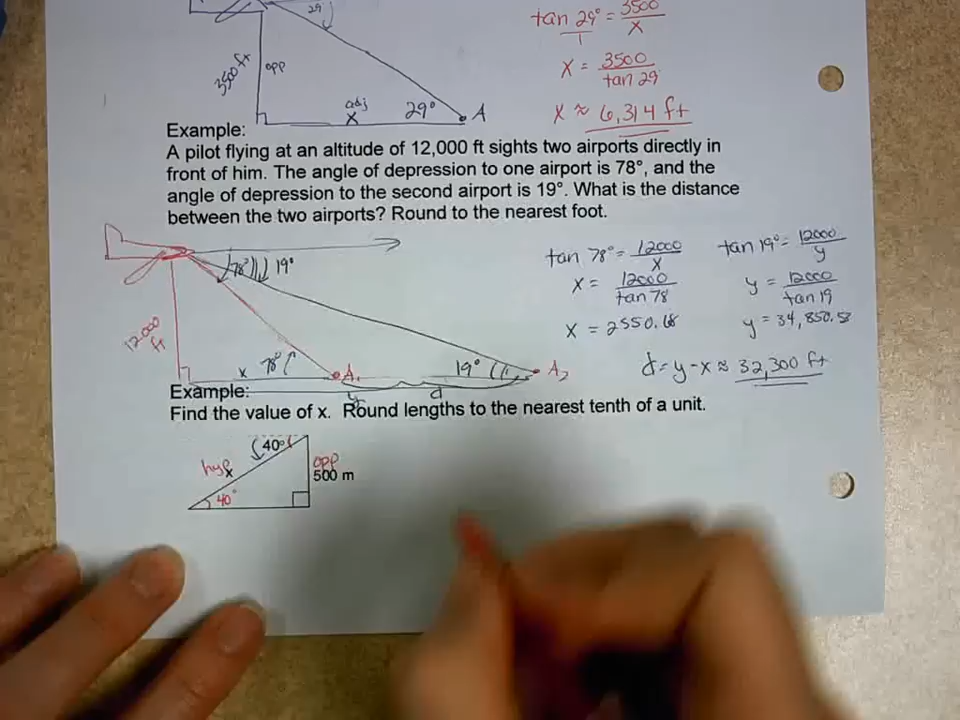 29
3500 ft
opp
adj
x
29°
A
tan 29° = 3500
1 x
x = 3500
tan 29
x ≈ 6,314 ft
Example:
A pilot flying at an altitude of 12,000 ft sights two airports directly in
front of him. The angle of depression to one airport is 78°, and the
angle of depression to the second airport is 19°. What is the distance
between the two airports? Round to the nearest foot.
78° 19°
12000
ft
x 78°
A1
19°
A2
y d
tan 78° = 12000
x
x = 12000
tan 78
x = 2550.68
tan 19° = 12000
y
y = 12000
tan 19
y = 34,850.53
d = y - x ≈ 32,300 ft
Example:
Find the value of x. Round lengths to the nearest tenth of a unit.
40°
hyp
x
opp
500 m
40°